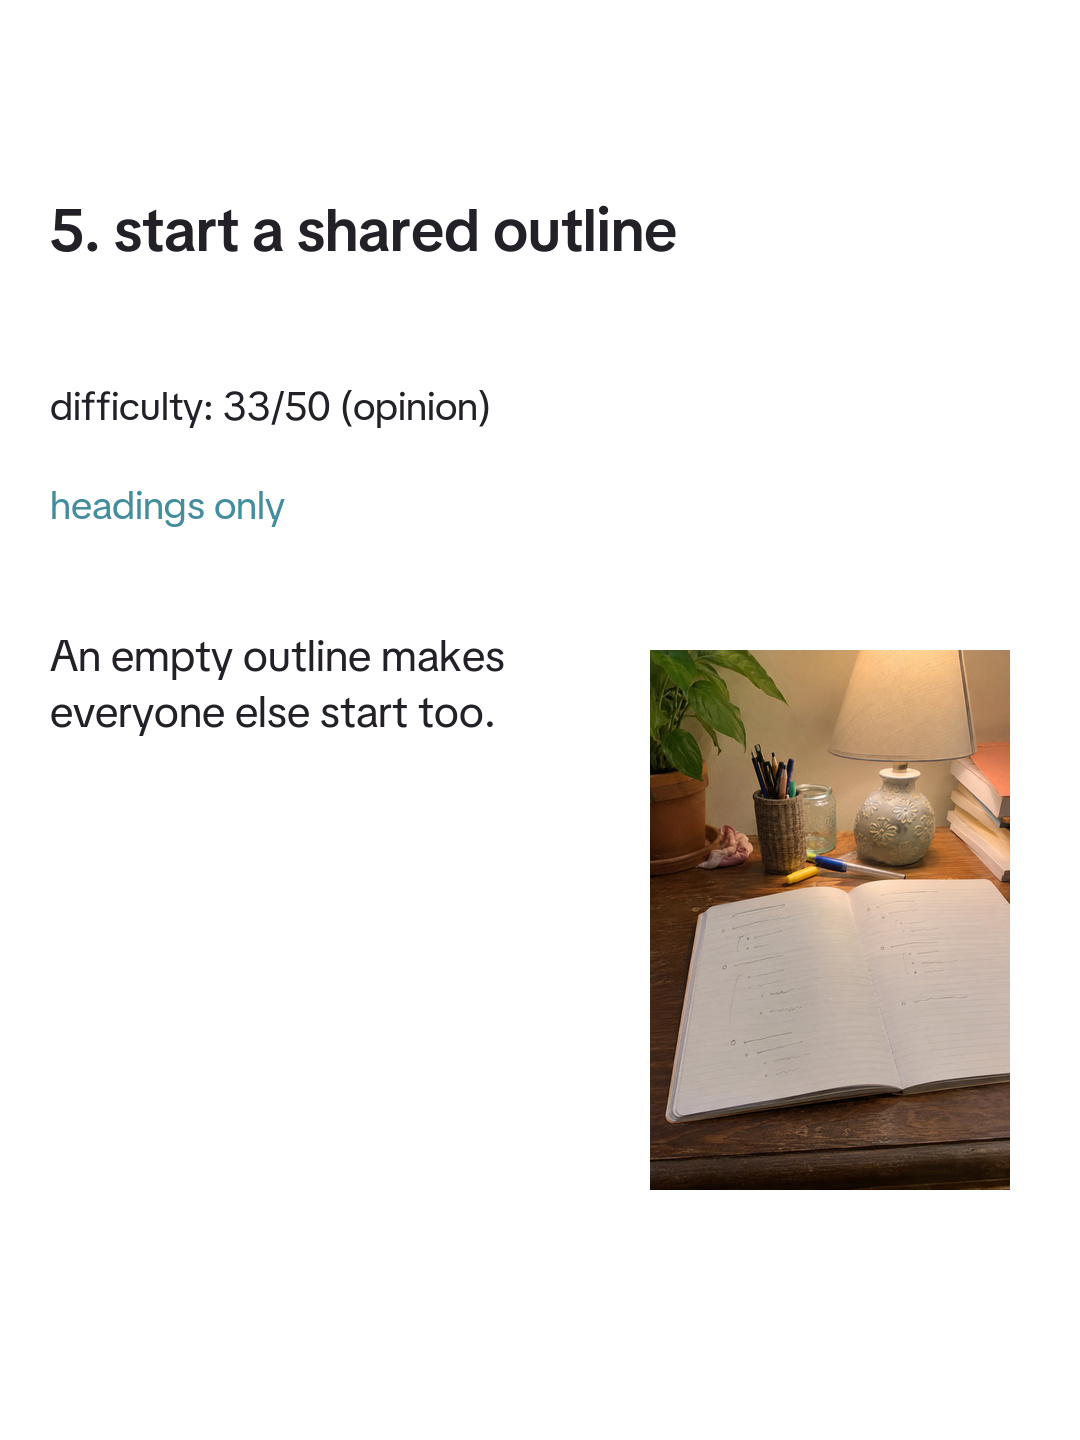 5. start a shared outline
difficulty: 33/50 (opinion)
headings only
An empty outline makes
everyone else start too.